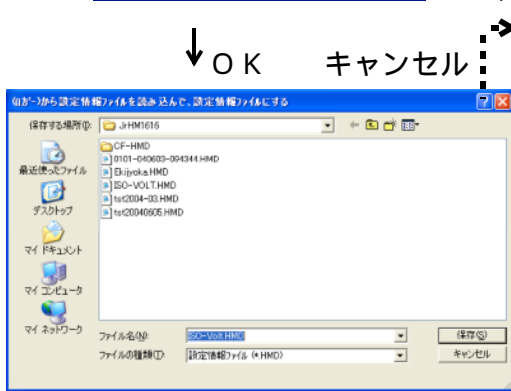 ＯＫ　キャンセル
(ロガｰ)から設定情報ファイルを読み込んで、設定情報ファイルにする
保存する場所(I):
JrHM1616
CF-HMD
0101-040603-094344.HMD
Ekijyoka.HMD
ISO-VOLT.HMD
tst2004-03.HMD
tst20040605.HMD
最近使ったファイル
デスクトップ
マイ ドキュメント
マイ コンピュータ
マイ ネットワーク
ファイル名(N):
ISO-Volt.HMD
保存(S)
ファイルの種類(T):
設定情報ファイル (*.HMD)
キャンセル